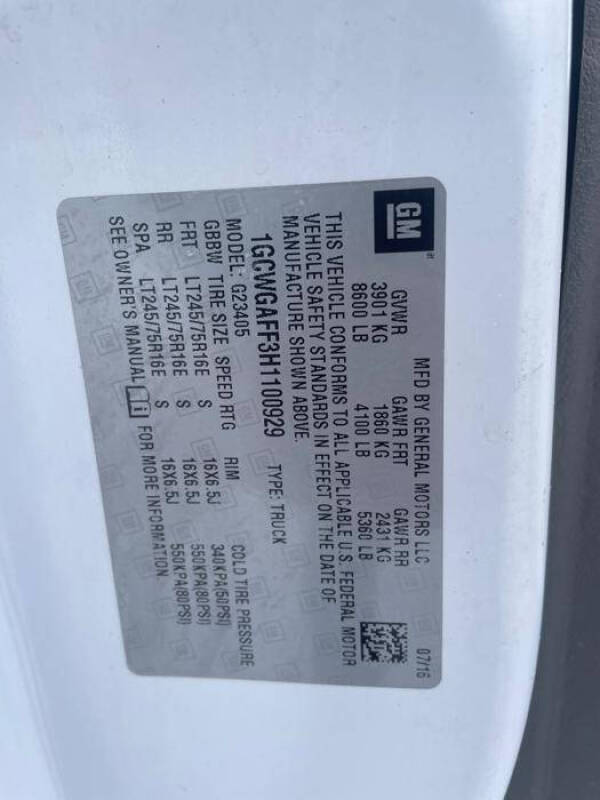 GM
MFD BY GENERAL MOTORS LLC 07/16
GVWR GAWR FRT GAWR RR
3901 KG 1860 KG 2431 KG
8600 LB 4100 LB 5360 LB
THIS VEHICLE CONFORMS TO ALL APPLICABLE U.S. FEDERAL MOTOR
VEHICLE SAFETY STANDARDS IN EFFECT ON THE DATE OF
MANUFACTURE SHOWN ABOVE.
1GCWGAFF3H1100929 TYPE: TRUCK
MODEL: G23405
GBBW TIRE SIZE SPEED RTG RIM COLD TIRE PRESSURE
FRT LT245/75R16E S 16X6.5J 340KPA(50PSI)
RR LT245/75R16E S 16X6.5J 550KPA(80PSI)
SPA LT245/75R16E S 16X6.5J 550KPA(80PSI)
SEE OWNER'S MANUAL FOR MORE INFORMATION